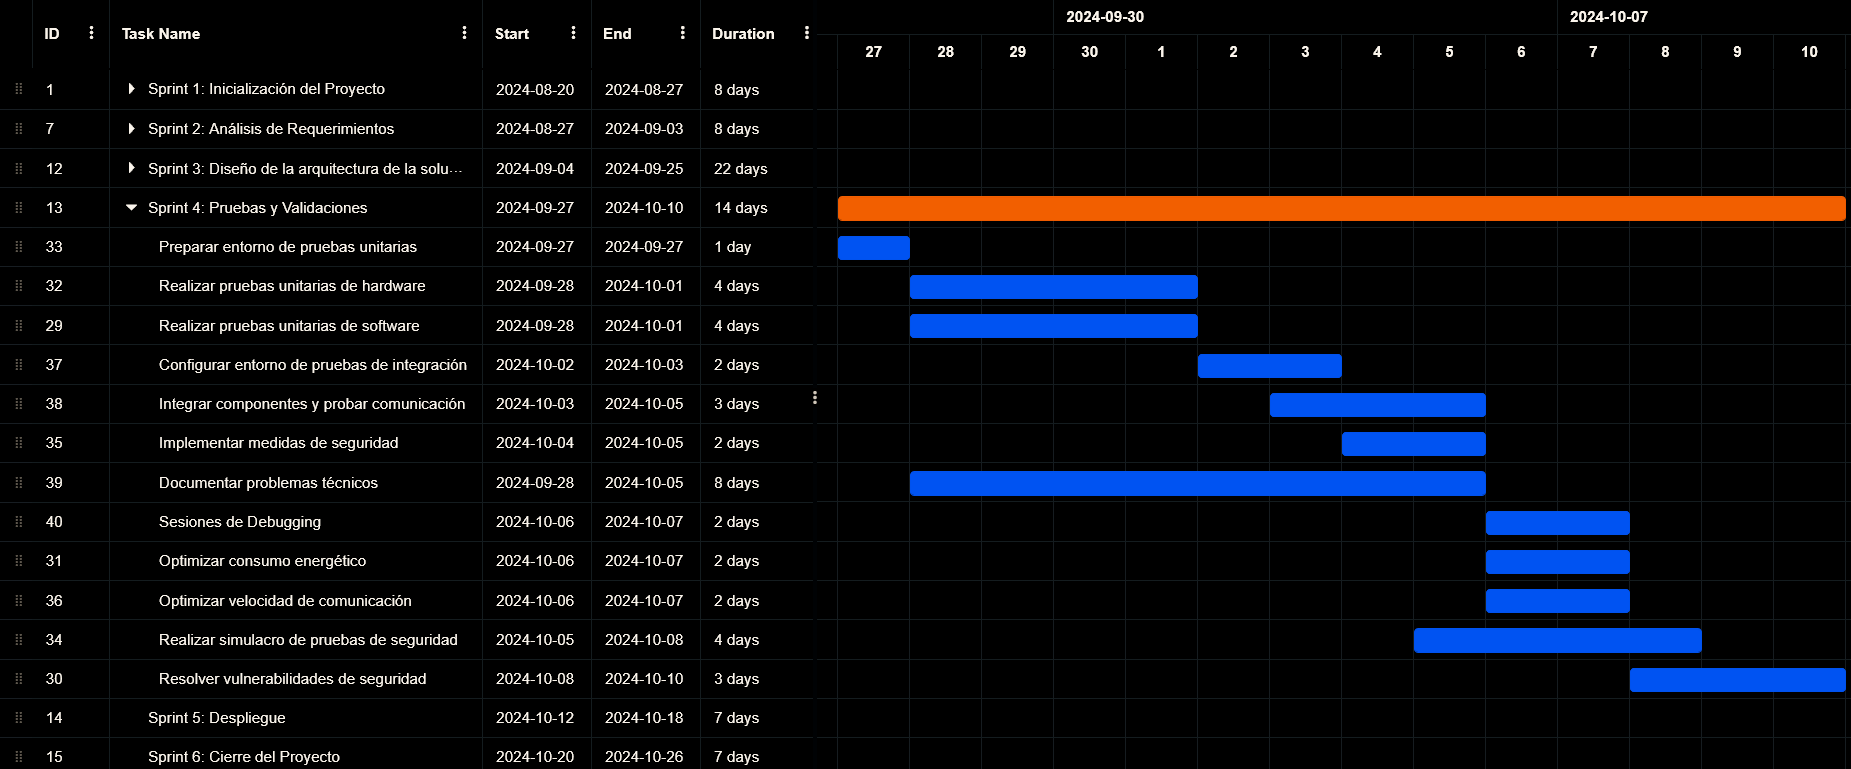 ID Task Name Start End Duration
2024-09-30 2024-10-07
27 28 29 30 1 2 3 4 5 6 7 8 9 10
1 Sprint 1: Inicialización del Proyecto 2024-08-20 2024-08-27 8 days
7 Sprint 2: Análisis de Requerimientos 2024-08-27 2024-09-03 8 days
12 Sprint 3: Diseño de la arquitectura de la solu... 2024-09-04 2024-09-25 22 days
13 Sprint 4: Pruebas y Validaciones 2024-09-27 2024-10-10 14 days
33 Preparar entorno de pruebas unitarias 2024-09-27 2024-09-27 1 day
32 Realizar pruebas unitarias de hardware 2024-09-28 2024-10-01 4 days
29 Realizar pruebas unitarias de software 2024-09-28 2024-10-01 4 days
37 Configurar entorno de pruebas de integración 2024-10-02 2024-10-03 2 days
38 Integrar componentes y probar comunicación 2024-10-03 2024-10-05 3 days
35 Implementar medidas de seguridad 2024-10-04 2024-10-05 2 days
39 Documentar problemas técnicos 2024-09-28 2024-10-05 8 days
40 Sesiones de Debugging 2024-10-06 2024-10-07 2 days
31 Optimizar consumo energético 2024-10-06 2024-10-07 2 days
36 Optimizar velocidad de comunicación 2024-10-06 2024-10-07 2 days
34 Realizar simulacro de pruebas de seguridad 2024-10-05 2024-10-08 4 days
30 Resolver vulnerabilidades de seguridad 2024-10-08 2024-10-10 3 days
14 Sprint 5: Despliegue 2024-10-12 2024-10-18 7 days
15 Sprint 6: Cierre del Proyecto 2024-10-20 2024-10-26 7 days